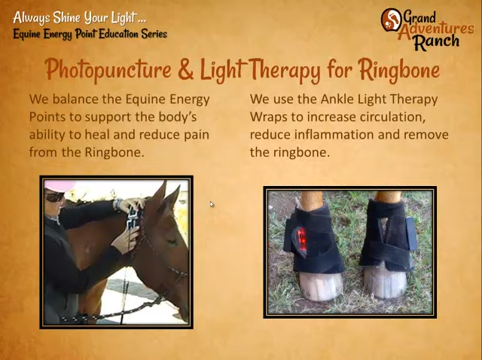 Always Shine Your Light...
Equine Energy Point Education Series
Grand
Adventures
Ranch
Photopuncture & Light Therapy for Ringbone
We balance the Equine Energy
Points to support the body's
ability to heal and reduce pain
from the Ringbone.
We use the Ankle Light Therapy
Wraps to increase circulation,
reduce inflammation and remove
the ringbone.